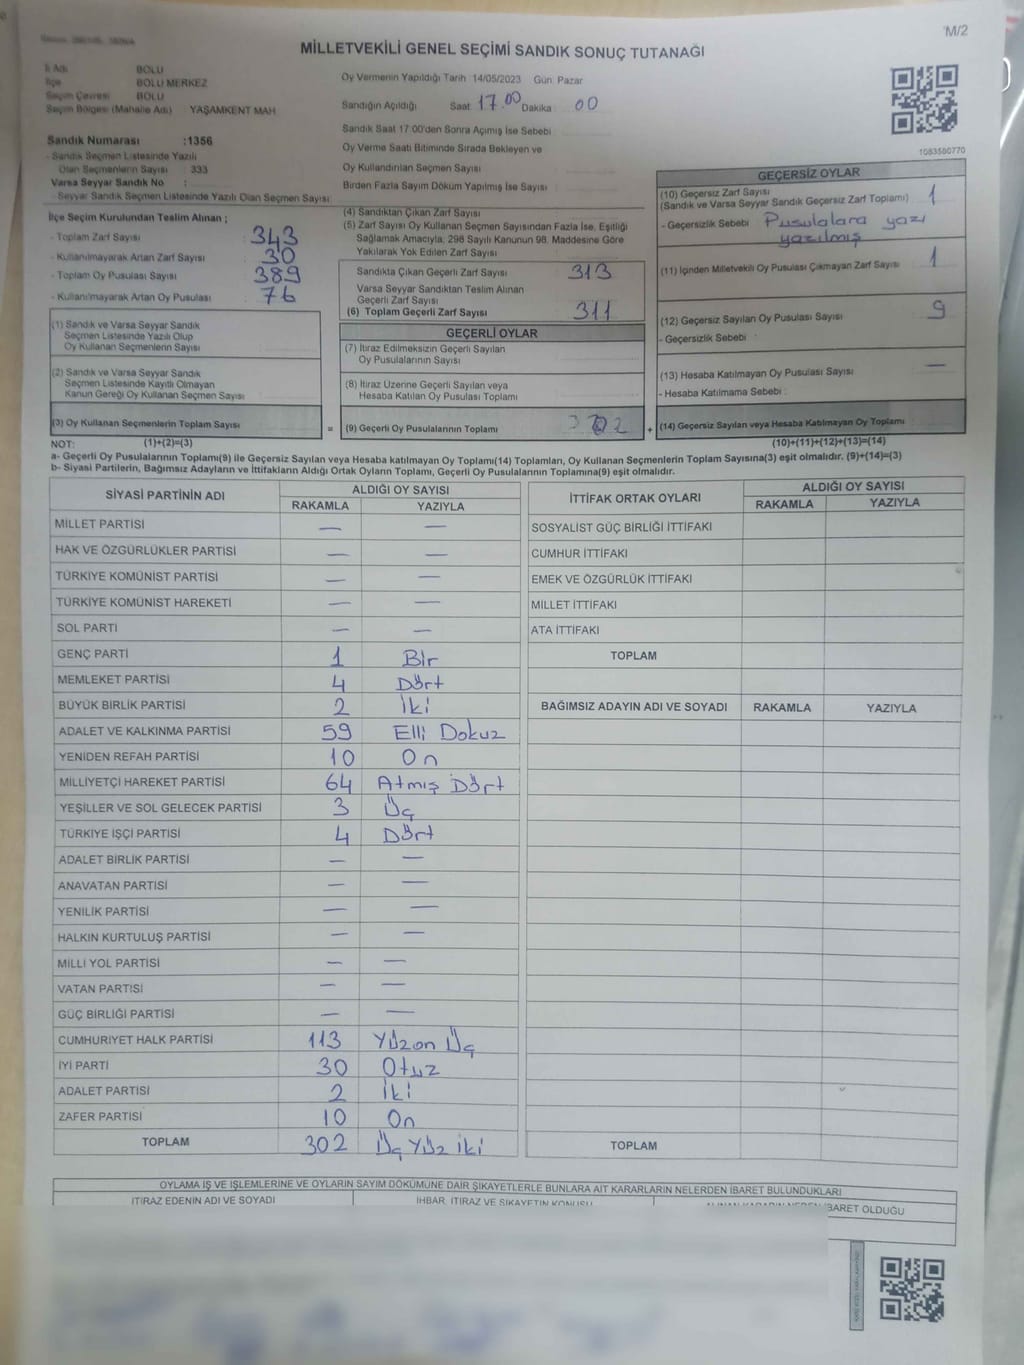 'M/2
MİLLETVEKİLİ GENEL SEÇİMİ SANDIK SONUÇ TUTANAĞI
İl Adı BOLU
İlçe BOLU MERKEZ
Seçim Çevresi BOLU
Seçim Bölgesi (Mahalle Adı) YAŞAMKENT MAH
Sandık Numarası :1356
- Sandık Seçmen Listesinde Yazılı
Olan Seçmenlerin Sayısı : 333
Varsa Seyyar Sandık No :
- Seyyar Sandık Seçmen Listesinde Yazılı Olan Seçmen Sayısı
Oy Vermenin Yapıldığı Tarih 14/05/2023 Gün: Pazar
Sandığın Açıldığı Saat 17.00 Dakika 00
Sandık Saat 17 00'den Sonra Açımış İse Sebebi
Oy Verme Saati Bitiminde Sırada Bekleyen ve
Oy Kullandırılan Seçmen Sayısı
Birden Fazla Sayım Döküm Yapılmış İse Sayısı
1083580770
İlçe Seçim Kurulundan Teslim Alınan ;
- Toplam Zarf Sayısı 343
- Kullanılmayarak Artan Zarf Sayısı 30
- Toplam Oy Pusulası Sayısı 389
- Kullanılmayarak Artan Oy Pusulası 76
(1) Sandık ve Varsa Seyyar Sandık
Seçmen Listesinde Yazılı Olup
Oy Kullanan Seçmenlerin Sayısı
(2) Sandık ve Varsa Seyyar Sandık
Seçmen Listesinde Kayıtlı Olmayan
Kanun Gereği Oy Kullanan Seçmen Sayısı
(3) Oy Kullanan Seçmenlerin Toplam Sayısı
(4) Sandıktan Çıkan Zarf Sayısı
(5) Zarf Sayısı Oy Kullanan Seçmen Sayısından Fazla İse, Eşitliği
Sağlamak Amacıyla, 298 Sayılı Kanunun 98. Maddesine Göre
Yakılarak Yok Edilen Zarf Sayısı
Sandıkta Çıkan Geçerli Zarf Sayısı 313
Varsa Seyyar Sandıktan Teslim Alınan
Geçerli Zarf Sayısı
(6) Toplam Geçerli Zarf Sayısı 311
GEÇERLİ OYLAR
(7) İtiraz Edilmeksizin Geçerli Sayılan
Oy Pusulalarının Sayısı
(8) İtiraz Üzerine Geçerli Sayılan veya
Hesaba Katılan Oy Pusulası Toplamı
= (9) Geçerli Oy Pusulalarının Toplamı
GEÇERSİZ OYLAR
(10) Geçersiz Zarf Sayısı 1
(Sandık ve Varsa Seyyar Sandık Geçersiz Zarf Toplamı)
- Geçersizlik Sebebi Pusulalara yazı
yazılmış
(11) İçinden Milletvekili Oy Pusulası Çıkmayan Zarf Sayısı 1
(12) Geçersiz Sayılan Oy Pusulası Sayısı 9
- Geçersizlik Sebebi :
(13) Hesaba Katılmayan Oy Pusulası Sayısı —
- Hesaba Katılmama Sebebi :
+ (14) Geçersiz Sayılan veya Hesaba Katılmayan Oy Toplamı
NOT: (1)+(2)=(3) (10)+(11)+(12)+(13)=(14)
a- Geçerli Oy Pusulalarının Toplamı(9) ile Geçersiz Sayılan veya Hesaba katılmayan Oy Toplamı(14) Toplamları, Oy Kullanan Seçmenlerin Toplam Sayısına(3) eşit olmalıdır. (9)+(14)=(3)
b- Siyasi Partilerin, Bağımsız Adayların ve İttifakların Aldığı Ortak Oyların Toplamı, Geçerli Oy Pusulalarının Toplamına(9) eşit olmalıdır.
SİYASİ PARTİNİN ADI ALDIĞI OY SAYISI
RAKAMLA YAZIYLA
MİLLET PARTİSİ — —
HAK VE ÖZGÜRLÜKLER PARTİSİ — —
TÜRKİYE KOMÜNİST PARTİSİ — —
TÜRKİYE KOMÜNİST HAREKETİ — —
SOL PARTİ — —
GENÇ PARTİ 1 Bir
MEMLEKET PARTİSİ 4 Dört
BÜYÜK BİRLİK PARTİSİ 2 İki
ADALET VE KALKINMA PARTİSİ 59 Elli Dokuz
YENİDEN REFAH PARTİSİ 10 On
MİLLİYETÇİ HAREKET PARTİSİ 64 Atmış Dört
YEŞİLLER VE SOL GELECEK PARTİSİ 3 Üç
TÜRKİYE İŞÇİ PARTİSİ 4 Dört
ADALET BİRLİK PARTİSİ — —
ANAVATAN PARTİSİ — —
YENİLİK PARTİSİ — —
HALKIN KURTULUŞ PARTİSİ — —
MİLLİ YOL PARTİSİ — —
VATAN PARTİSİ — —
GÜÇ BİRLİĞİ PARTİSİ — —
CUMHURİYET HALK PARTİSİ 113 Yüzon Üç
İYİ PARTİ 30 Otuz
ADALET PARTİSİ 2 İki
ZAFER PARTİSİ 10 On
TOPLAM 302 Üç Yüz iki
İTTİFAK ORTAK OYLARI ALDIĞI OY SAYISI
RAKAMLA YAZIYLA
SOSYALİST GÜÇ BİRLİĞİ İTTİFAKI
CUMHUR İTTİFAKI
EMEK VE ÖZGÜRLÜK İTTİFAKI
MİLLET İTTİFAKI
ATA İTTİFAKI
TOPLAM
BAĞIMSIZ ADAYIN ADI VE SOYADI RAKAMLA YAZIYLA
TOPLAM
OYLAMA İŞ VE İŞLEMLERİNE VE OYLARIN SAYIM DÖKÜMÜNE DAİR ŞİKAYETLERLE BUNLARA AİT KARARLARIN NELERDEN İBARET BULUNDUKLARI
İTİRAZ EDENİN ADI VE SOYADI İHBAR, İTİRAZ VE ŞİKAYETİN KONUSU İBARET OLDUĞU